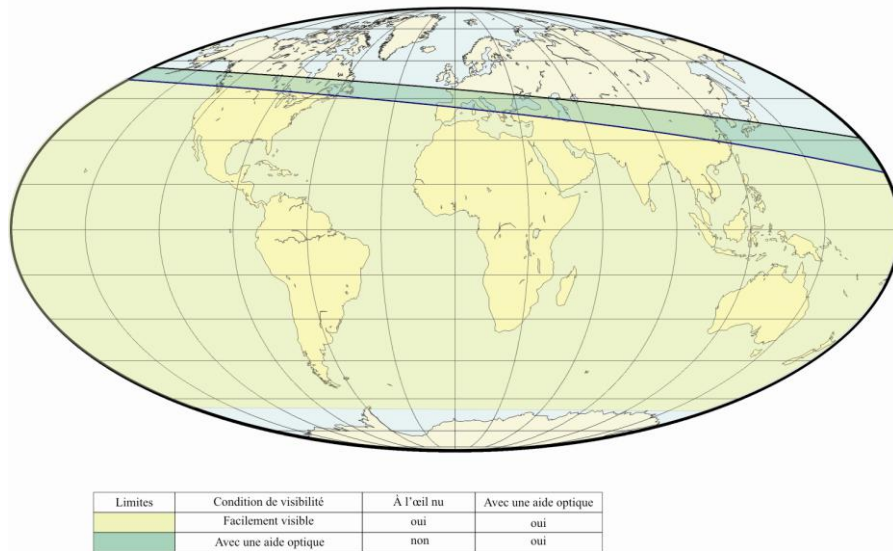 Limites Condition de visibilité À l'œil nu Avec une aide optique
Facilement visible oui oui
Avec une aide optique non oui